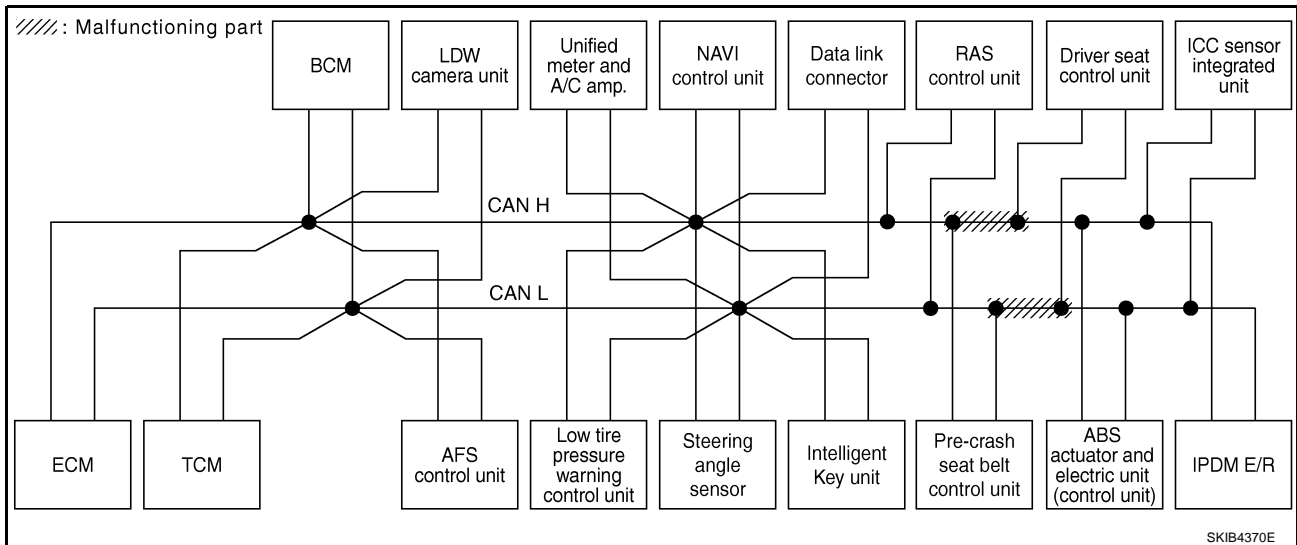 : Malfunctioning part
BCM
LDW
camera unit
Unified
meter and
A/C amp.
NAVI
control unit
Data link
connector
RAS
control unit
Driver seat
control unit
ICC sensor
integrated
unit
CAN H
CAN L
ECM
TCM
AFS
control unit
Low tire
pressure
warning
control unit
Steering
angle
sensor
Intelligent
Key unit
Pre-crash
seat belt
control unit
ABS
actuator and
electric unit
(control unit)
IPDM E/R
SKIB4370E